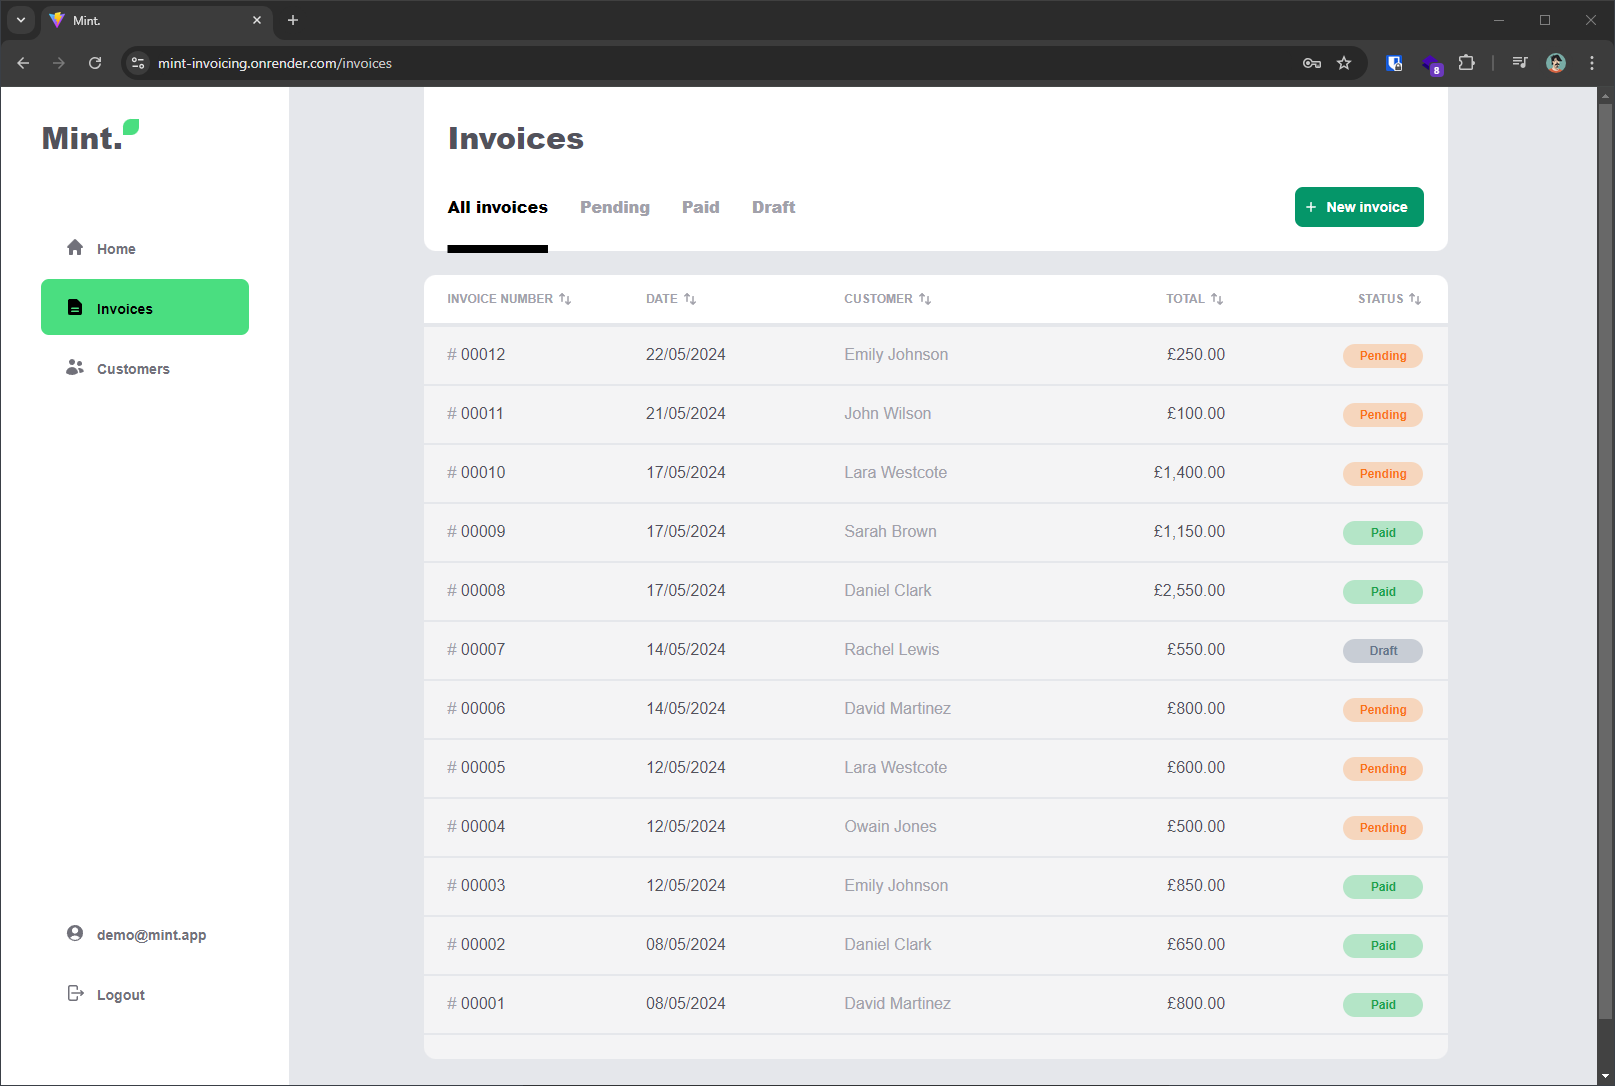 Mint.
mint-invoicing.onrender.com/invoices
8
Mint.
Home
Invoices
Customers
demo@mint.app
Logout
Invoices
All invoices Pending Paid Draft
+ New invoice
INVOICE NUMBER DATE CUSTOMER TOTAL STATUS
# 00012 22/05/2024 Emily Johnson £250.00 Pending
# 00011 21/05/2024 John Wilson £100.00 Pending
# 00010 17/05/2024 Lara Westcote £1,400.00 Pending
# 00009 17/05/2024 Sarah Brown £1,150.00 Paid
# 00008 17/05/2024 Daniel Clark £2,550.00 Paid
# 00007 14/05/2024 Rachel Lewis £550.00 Draft
# 00006 14/05/2024 David Martinez £800.00 Pending
# 00005 12/05/2024 Lara Westcote £600.00 Pending
# 00004 12/05/2024 Owain Jones £500.00 Pending
# 00003 12/05/2024 Emily Johnson £850.00 Paid
# 00002 08/05/2024 Daniel Clark £650.00 Paid
# 00001 08/05/2024 David Martinez £800.00 Paid